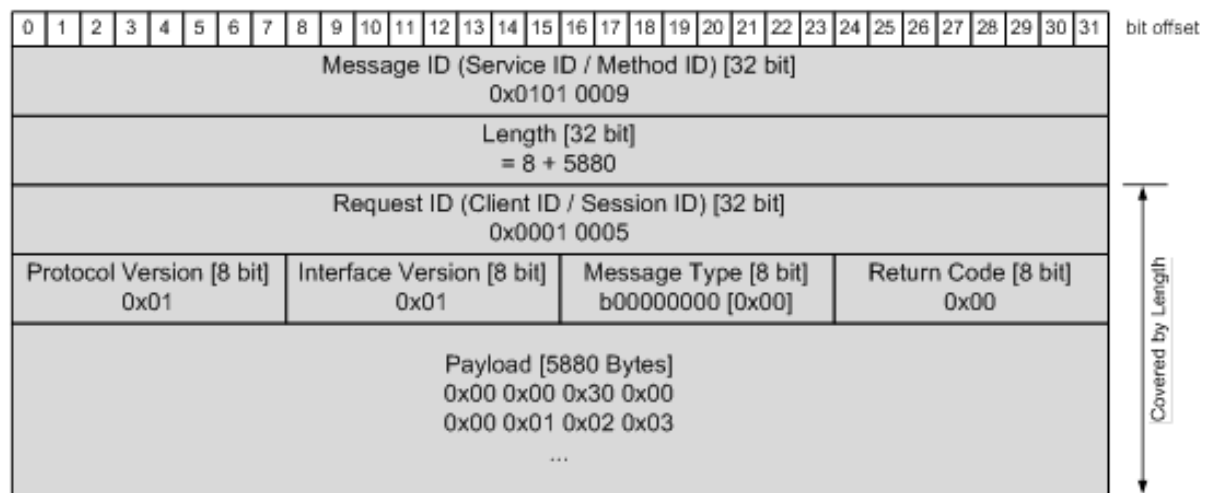 0 1 2 3 4 5 6 7 8 9 10 11 12 13 14 15 16 17 18 19 20 21 22 23 24 25 26 27 28 29 30 31 bit offset
Message ID (Service ID / Method ID) [32 bit]
0x0101 0009
Length [32 bit]
= 8 + 5880
Request ID (Client ID / Session ID) [32 bit]
0x0001 0005
Protocol Version [8 bit] Interface Version [8 bit] Message Type [8 bit] Return Code [8 bit]
0x01 0x01 b00000000 [0x00] 0x00
Payload [5880 Bytes]
0x00 0x00 0x30 0x00
0x00 0x01 0x02 0x03
...
Covered by Length